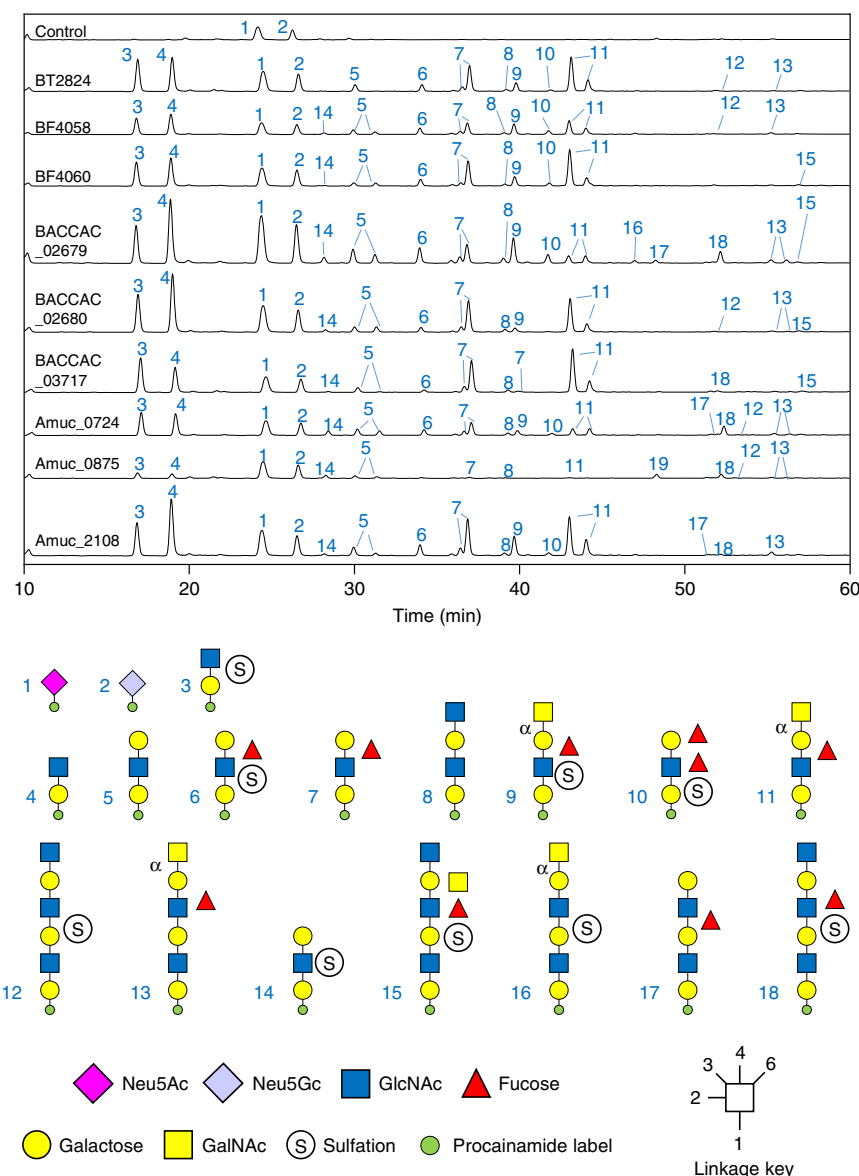 1 2
Control
3 4 1 2 5 6 7 8 9 10 11 12 13
BT2824
3 4 1 2 14 5 6 7 8 9 10 11 12 13
BF4058
3 4 1 2 14 5 6 7 8 9 10 11 15
BF4060
3 4 1 2 14 5 6 7 8 9 10 11 16 17 18 13 15
BACCAC
_02679
3 4 1 2 14 5 6 7 8 9 11 12 13 15
BACCAC
_02680
3 4 1 2 14 5 6 7 8 7 11 18 15
BACCAC
_03717
3 4 1 2 14 5 6 7 8 9 10 11 17 18 12 13
Amuc_0724
3 4 1 2 14 5 7 8 11 19 18 12 13
Amuc_0875
3 4 1 2 14 5 6 7 8 9 10 11 17 18 13
Amuc_2108
10 20 30 40 50 60
Time (min)
1 2 3 S
4 5 6 S 7 8 α 9 S 10 S α 11
12 S α 13 14 S 15 S α 16 S 17 18 S
Neu5Ac Neu5Gc GlcNAc Fucose
Galactose GalNAc S Sulfation Procainamide label
3 4 6
2
1
Linkage key